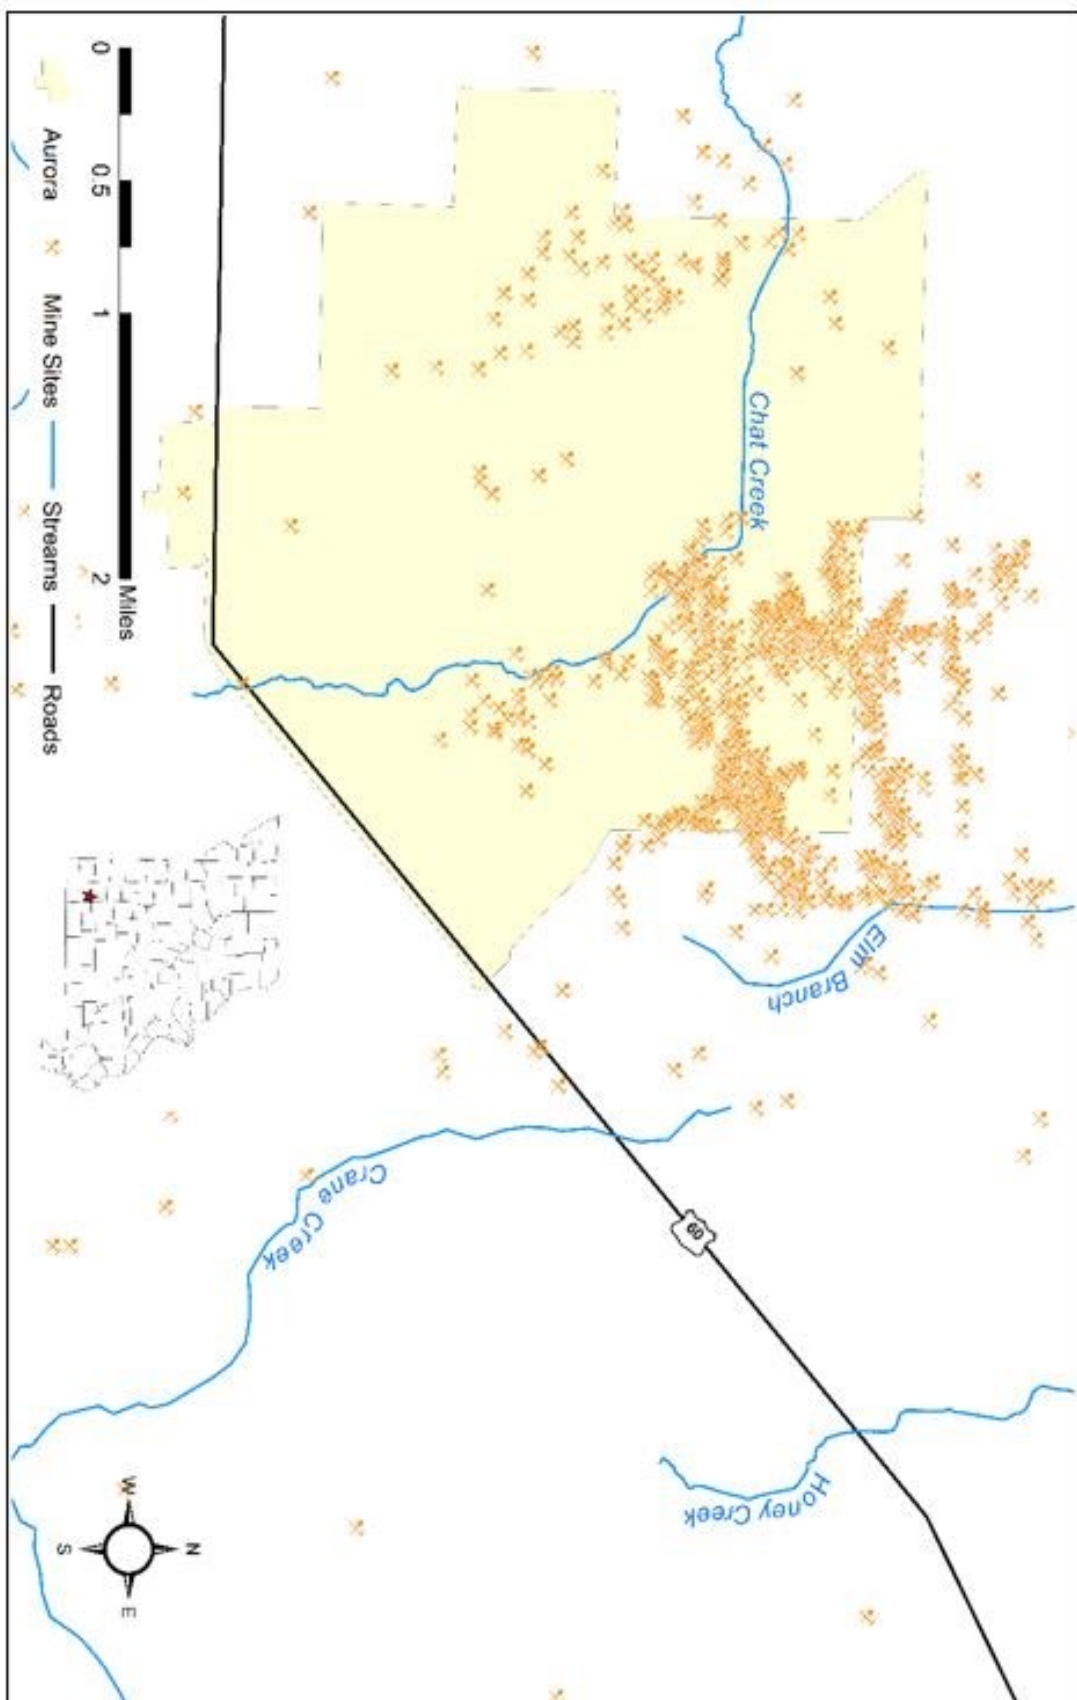 Chat Creek
Elm Branch
Crane Creek
Honey Creek
60
0
0.5
1
2
Miles
Aurora
Mine Sites
Streams
Roads
N
W
E
S